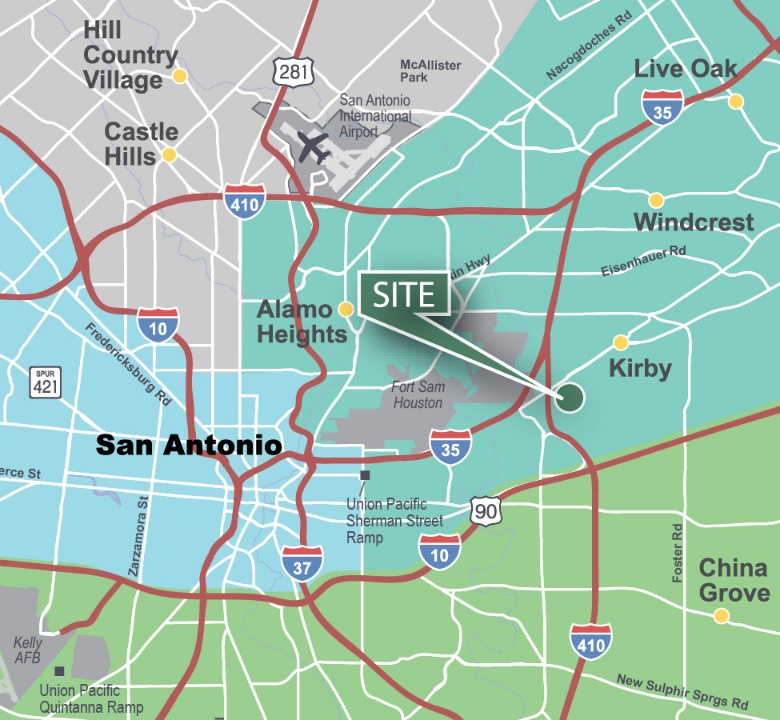 Hill
Country
Village
281
McAllister
Park
Nacogdoches Rd
Live Oak
35
San Antonio
International
Airport
Castle
Hills
410
Windcrest
Eisenhauer Rd
Hwy
SITE
Alamo
Heights
10
Fredericksburg Rd
Kirby
SPUR
421
Fort Sam
Houston
San Antonio
35
erce St
Zarzamora St
Union Pacific
Sherman Street
Ramp
90
10
37
Foster Rd
China
Grove
410
Kelly
AFB
Union Pacific
Quintanna Ramp
New Sulphir Sprgs Rd